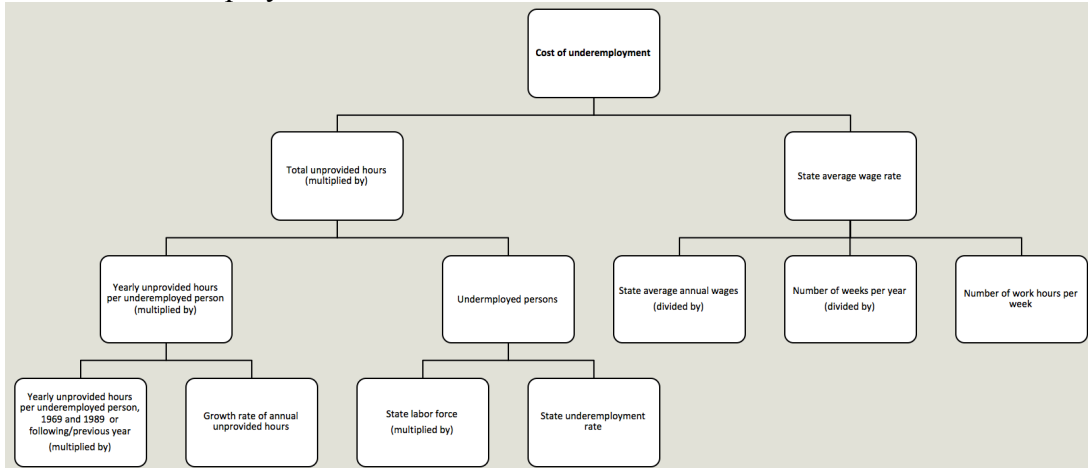 Cost of underemployment
Total unprovided hours
(multiplied by)
State average wage rate
Yearly unprovided hours
per underemployed person
(multiplied by)
Undermployed persons
State average annual wages
(divided by)
Number of weeks per year
(divided by)
Number of work hours per
week
Yearly unprovided hours
per underemployed person,
1969 and 1989 or
following/previous year
(multiplied by)
Growth rate of annual
unprovided hours
State labor force
(multiplied by)
State underemployment
rate